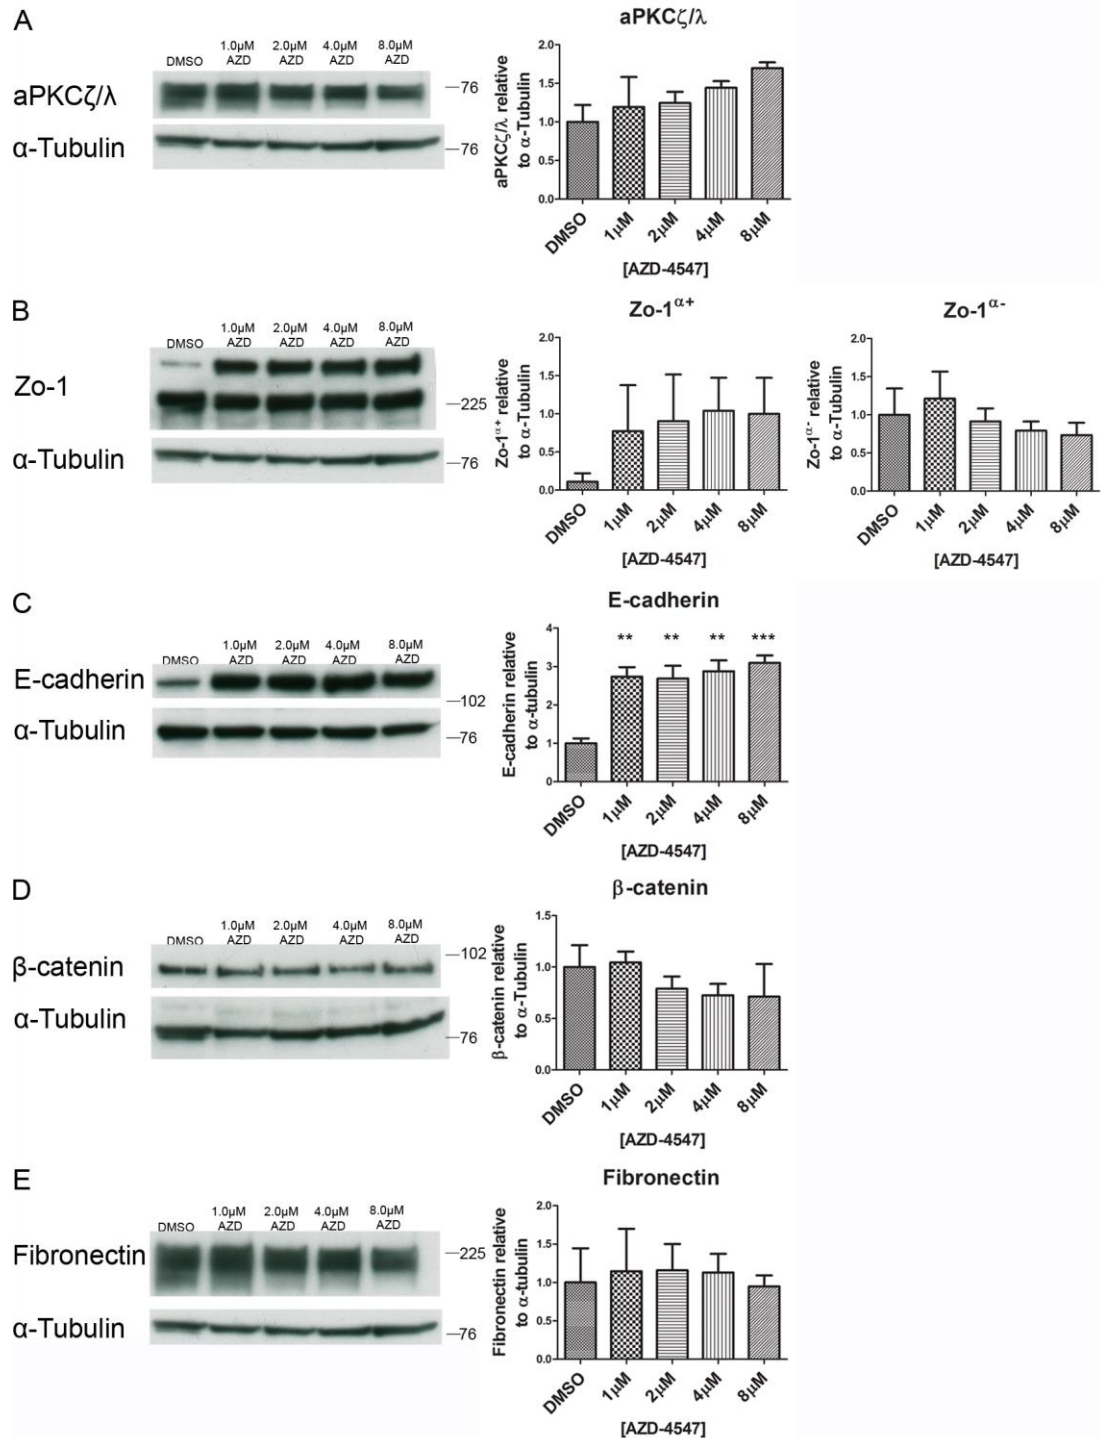 A
aPKCζ/λ
DMSO
1.0μM AZD
2.0μM AZD
4.0μM AZD
8.0μM AZD
aPKCζ/λ
—76
α-Tubulin
—76
aPKCζ/λ relative to α-Tubulin
2.0
1.5
1.0
0.5
0.0
DMSO
1μM
2μM
4μM
8μM
[AZD-4547]
B
Zo-1α+
Zo-1α-
DMSO
1.0μM AZD
2.0μM AZD
4.0μM AZD
8.0μM AZD
Zo-1
—225
α-Tubulin
—76
Zo-1α+ relative to α-Tubulin
2.0
1.5
1.0
0.5
0.0
DMSO
1μM
2μM
4μM
8μM
[AZD-4547]
Zo-1α- relative to α-Tubulin
2.0
1.5
1.0
0.5
0.0
DMSO
1μM
2μM
4μM
8μM
[AZD-4547]
C
E-cadherin
DMSO
1.0μM AZD
2.0μM AZD
4.0μM AZD
8.0μM AZD
E-cadherin
—102
α-Tubulin
—76
E-cadherin relative to α-tubulin
4
3
2
1
0
** ** ** ***
DMSO
1μM
2μM
4μM
8μM
[AZD-4547]
D
β-catenin
DMSO
1.0μM AZD
2.0μM AZD
4.0μM AZD
8.0μM AZD
β-catenin
—102
α-Tubulin
—76
β-catenin relative to α-Tubulin
1.5
1.0
0.5
0.0
DMSO
1μM
2μM
4μM
8μM
[AZD-4547]
E
Fibronectin
DMSO
1.0μM AZD
2.0μM AZD
4.0μM AZD
8.0μM AZD
Fibronectin
—225
α-Tubulin
—76
Fibronectin relative to α-tubulin
2.0
1.5
1.0
0.5
0.0
DMSO
1μM
2μM
4μM
8μM
[AZD-4547]